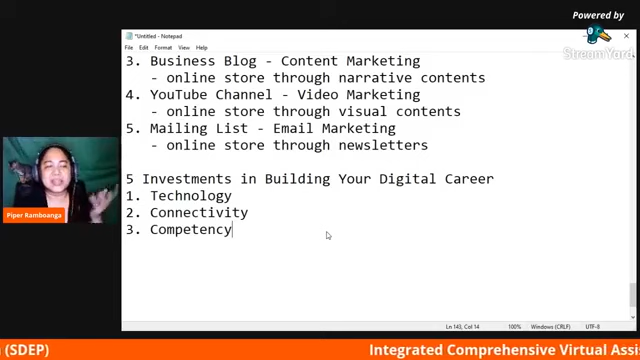 Powered by
StreamYard
*Untitled - Notepad
File Edit Format View Help
3. Business Blog - Content Marketing
- online store through narrative contents
4. YouTube Channel - Video Marketing
- online store through visual contents
5. Mailing List - Email Marketing
- online store through newsletters
5 Investments in Building Your Digital Career
1. Technology
2. Connectivity
3. Competency
Piper Ramboanga
Ln 143, Col 14 100% Windows (CRLF) UTF-8
(SDEP) Integrated Comprehensive Virtual Assi